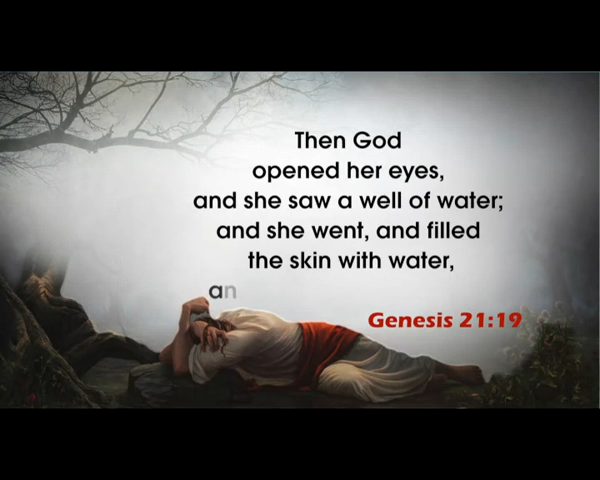 Then God
opened her eyes,
and she saw a well of water;
and she went, and filled
the skin with water,
an
Genesis 21:19